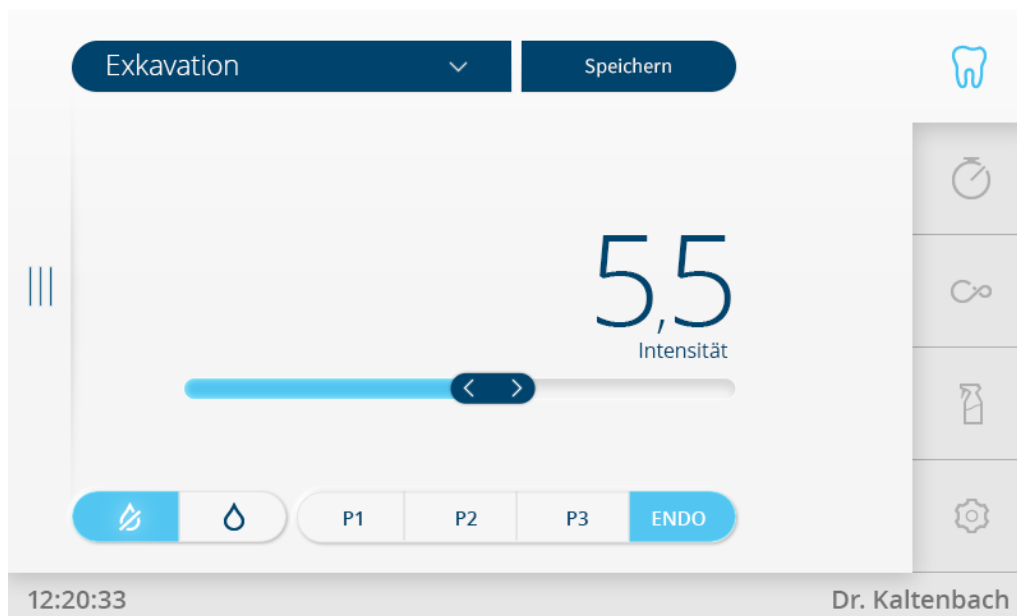 Exkavation
Speichern
5,5
Intensität
P1 P2 P3 ENDO
12:20:33
Dr. Kaltenbach